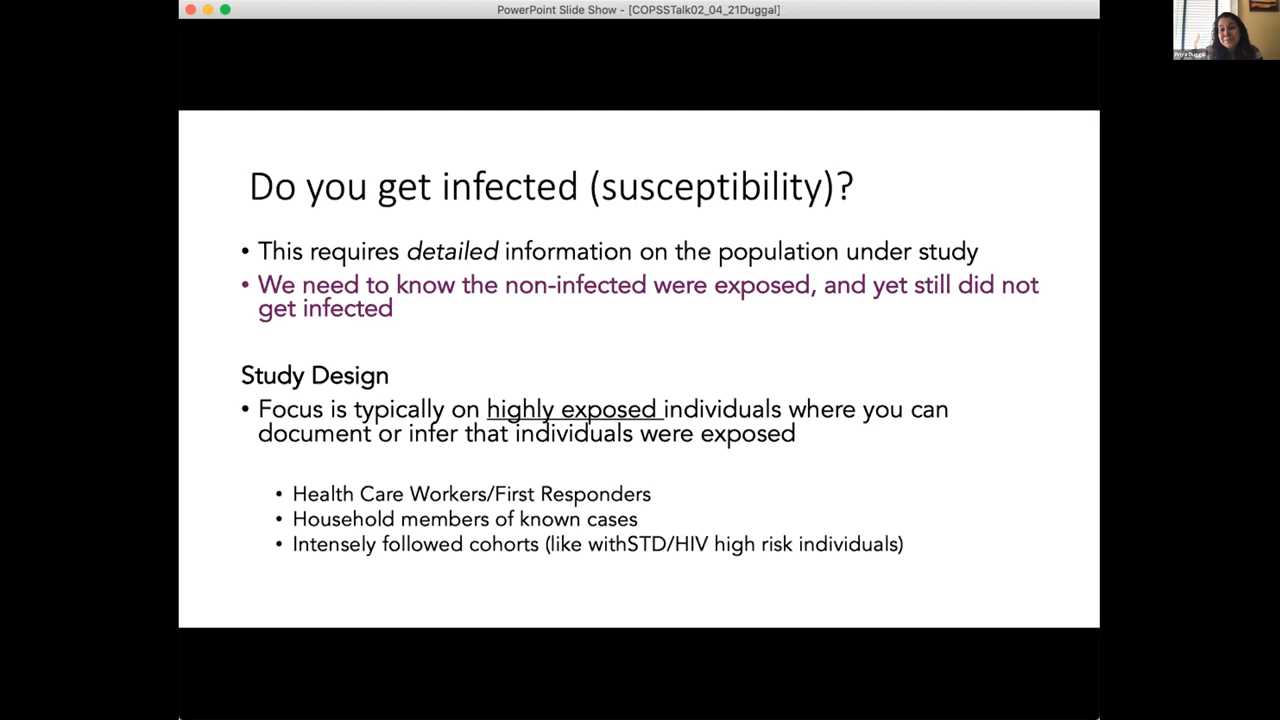 PowerPoint Slide Show - [COPSSTalk02_04_21Duggal]
Priya Duggal
Do you get infected (susceptibility)?
• This requires detailed information on the population under study
• We need to know the non-infected were exposed, and yet still did not
get infected
Study Design
• Focus is typically on highly exposed individuals where you can
document or infer that individuals were exposed
• Health Care Workers/First Responders
• Household members of known cases
• Intensely followed cohorts (like withSTD/HIV high risk individuals)